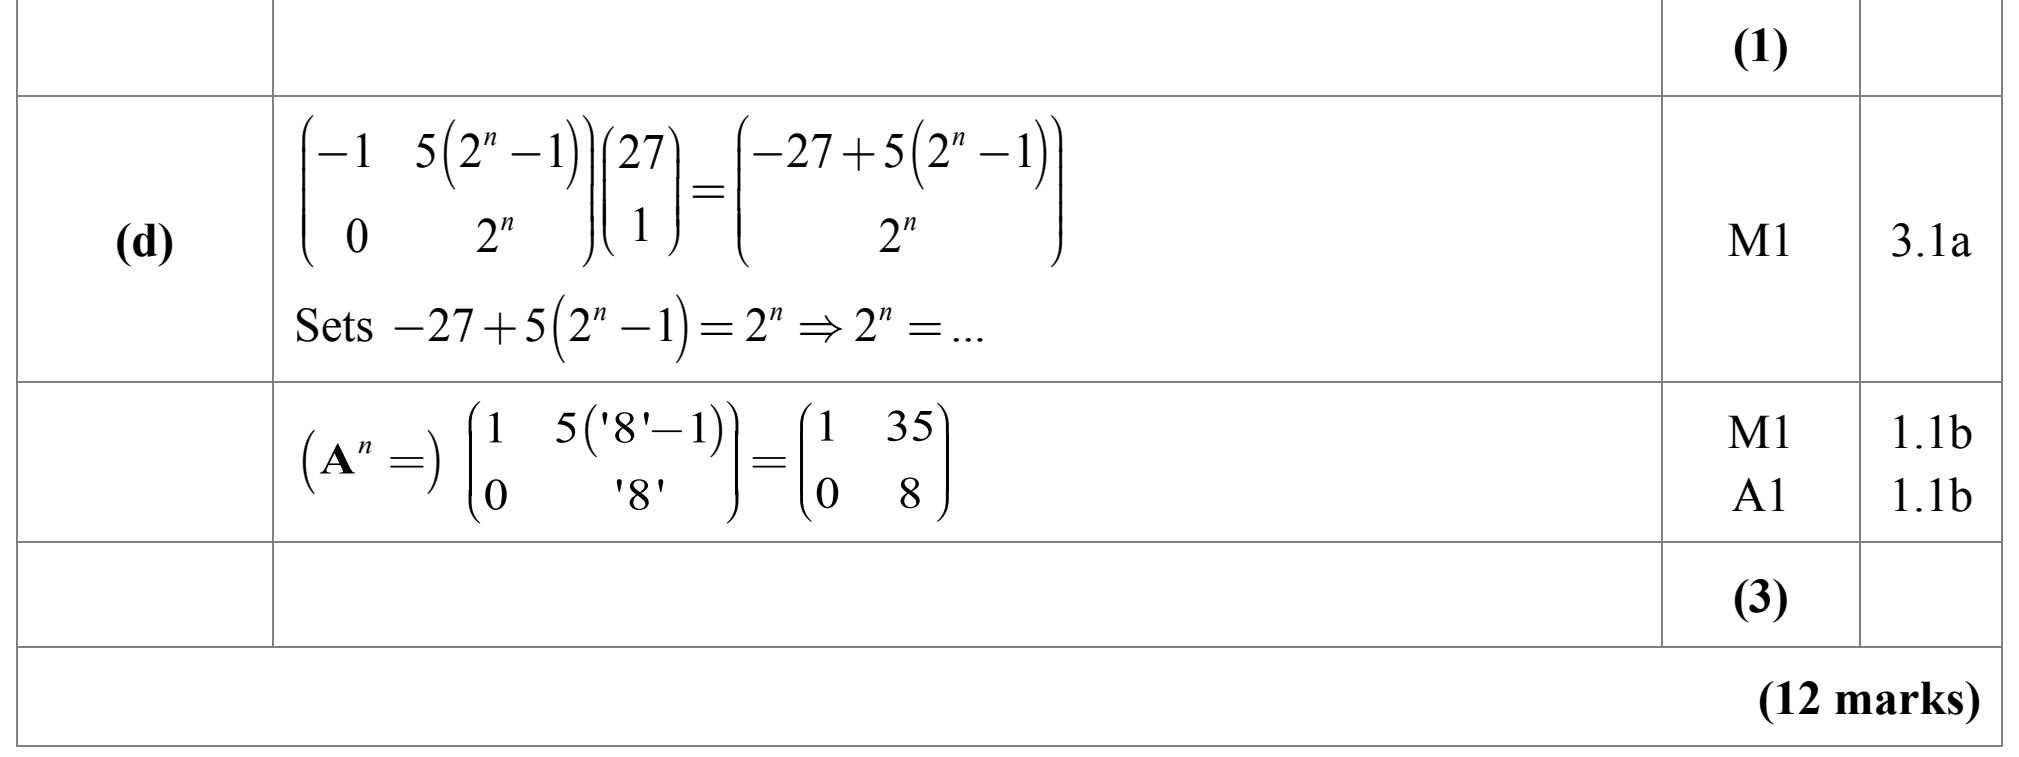 (1)
(d) $\begin{pmatrix} -1 & 5(2^n - 1) \\ 0 & 2^n \end{pmatrix} \begin{pmatrix} 27 \\ 1 \end{pmatrix} = \begin{pmatrix} -27 + 5(2^n - 1) \\ 2^n \end{pmatrix}$ M1 3.1a
Sets $-27 + 5(2^n - 1) = 2^n \Rightarrow 2^n = ...$
$(\mathbf{A}^n =) \begin{pmatrix} 1 & 5('8' - 1) \\ 0 & '8' \end{pmatrix} = \begin{pmatrix} 1 & 35 \\ 0 & 8 \end{pmatrix}$ M1 1.1b
A1 1.1b
(3)
(12 marks)